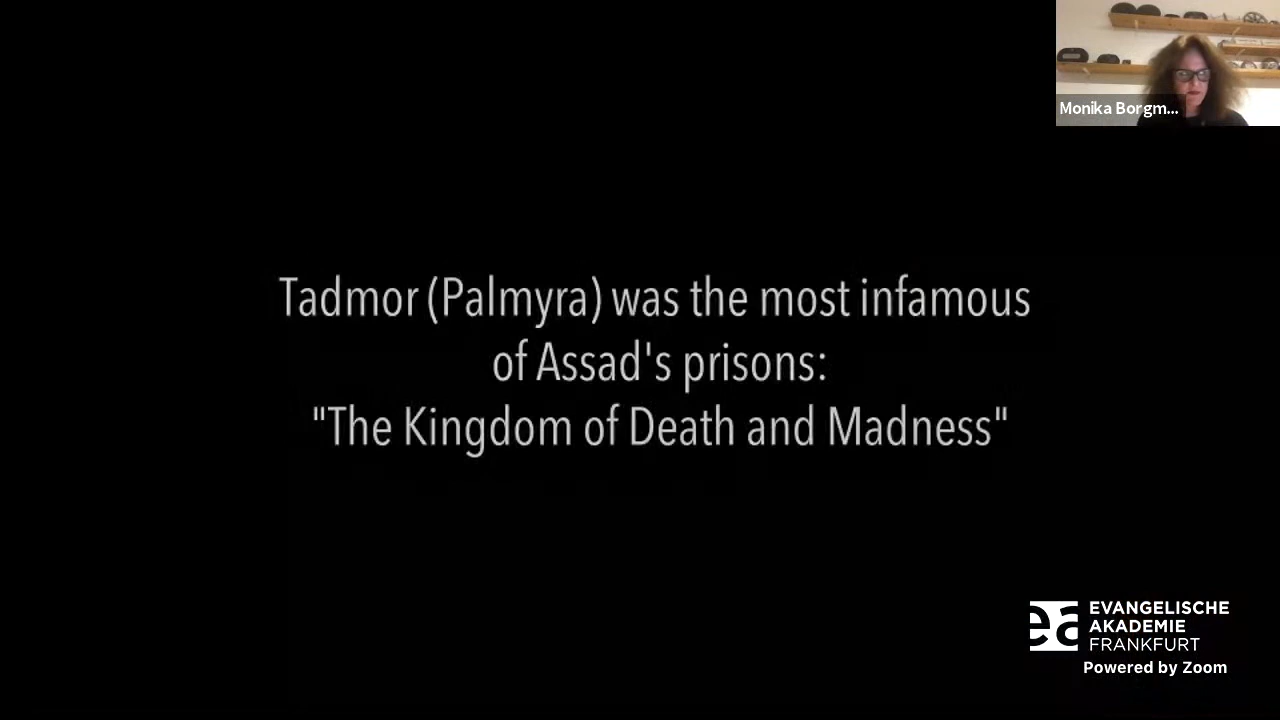 Monika Borgm...
Tadmor (Palmyra) was the most infamous
of Assad's prisons:
"The Kingdom of Death and Madness"
ea EVANGELISCHE
AKADEMIE
FRANKFURT
Powered by Zoom